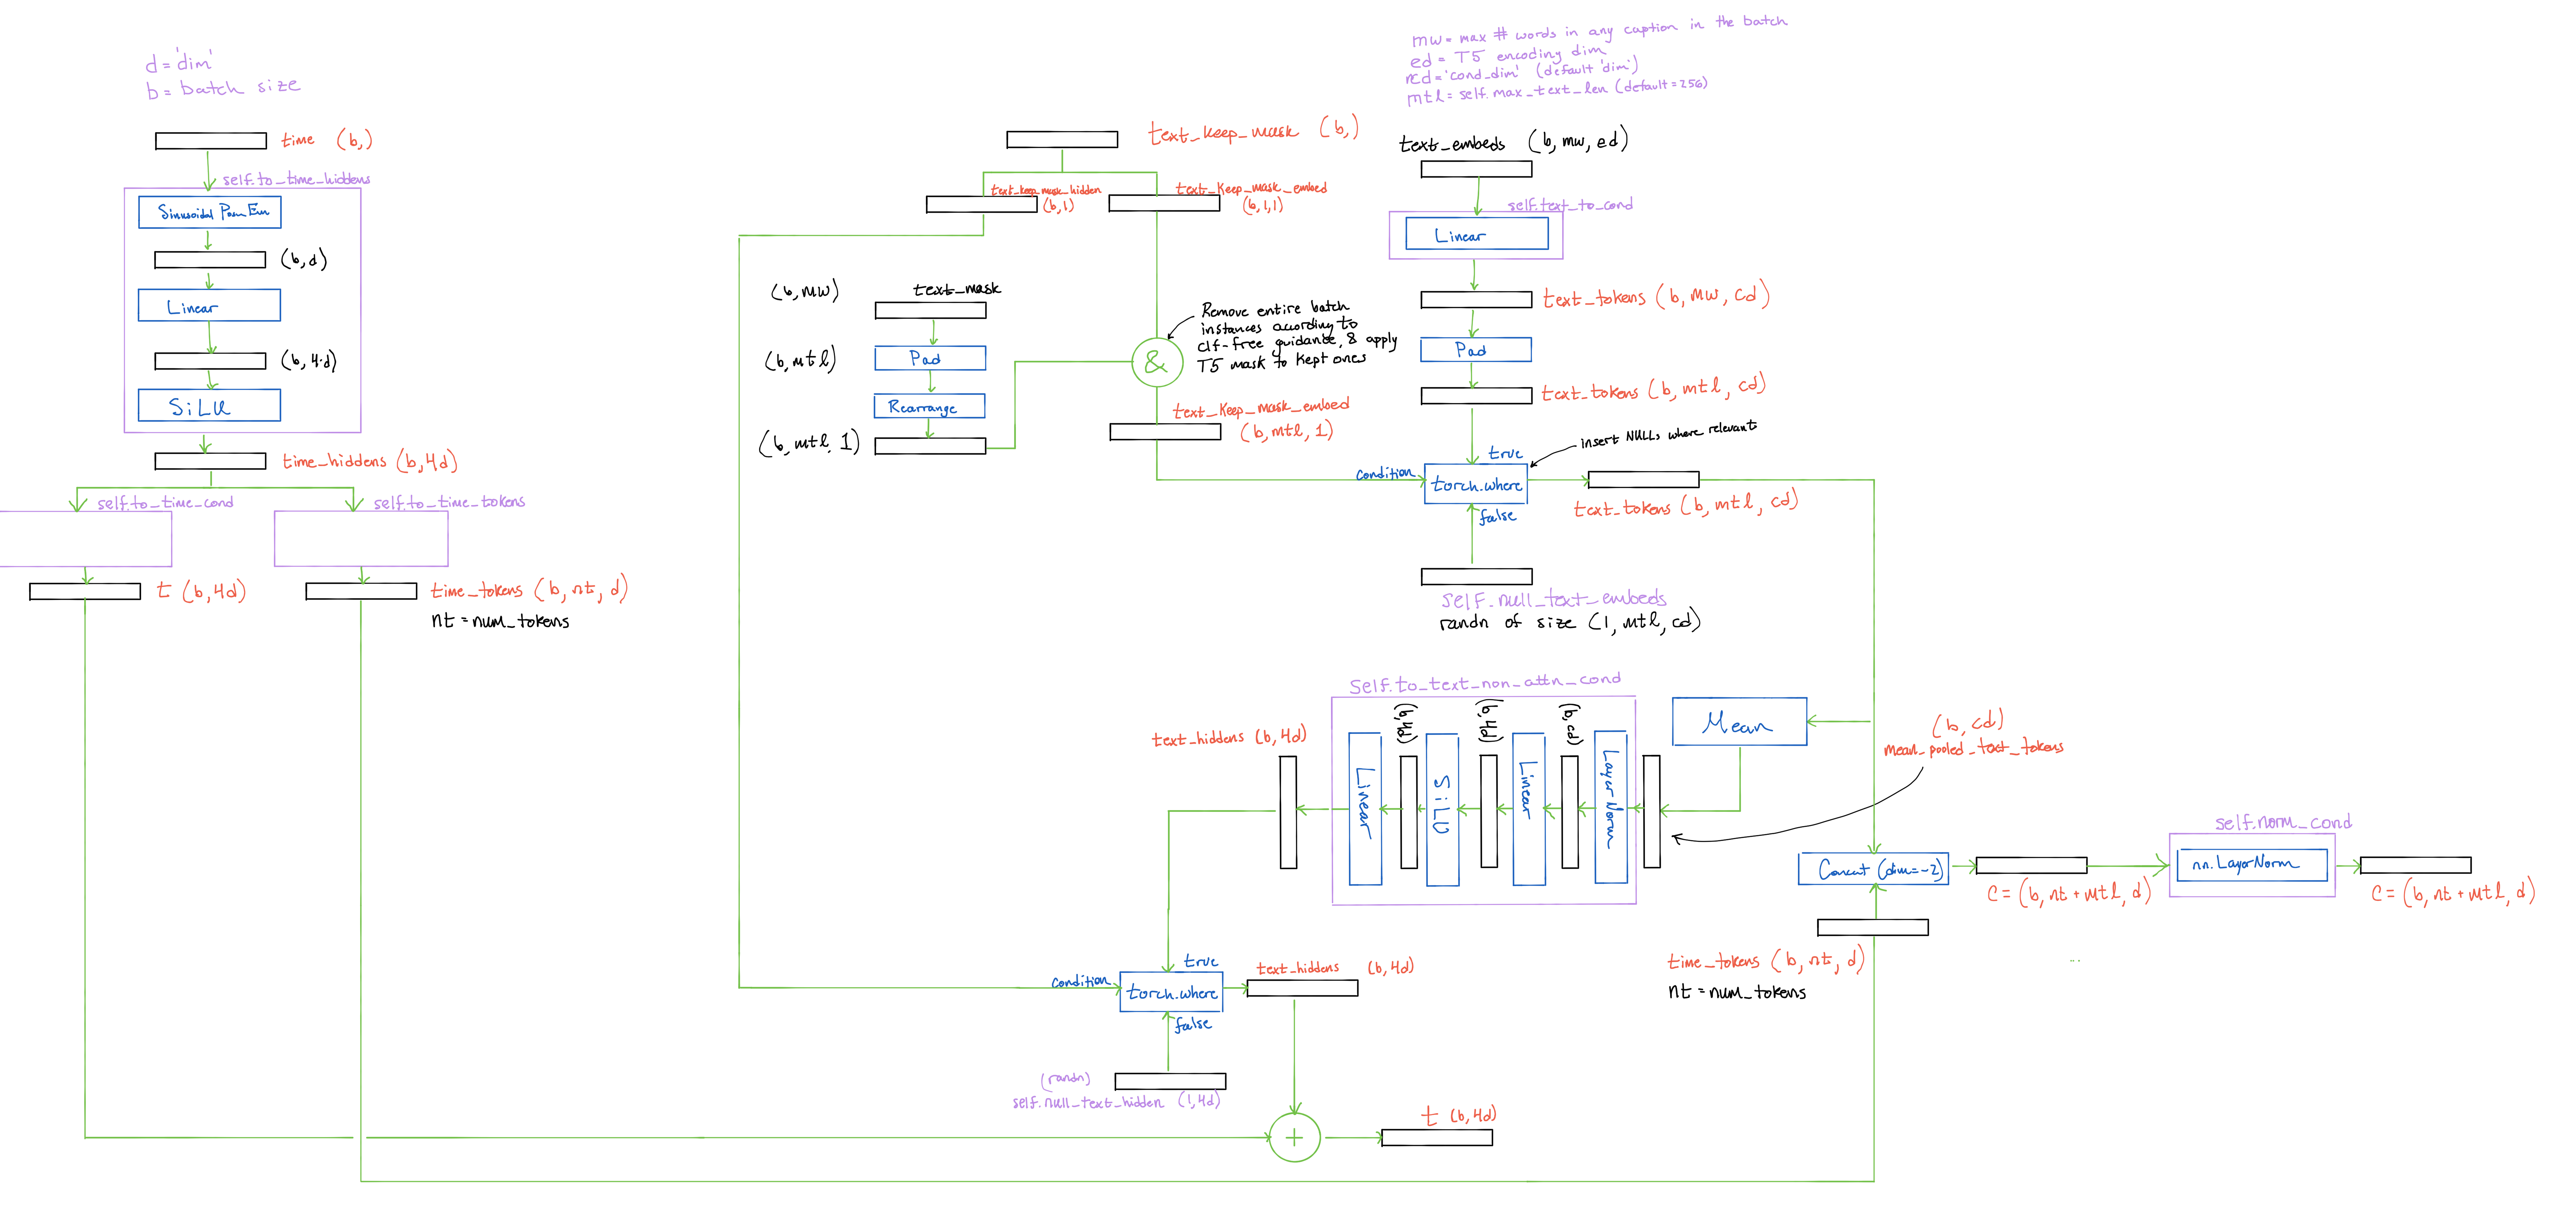 d = 'dim'
b = batch size
time (b,)
self.to_time_hiddens
(b,d)
Linear
(b, 4·d)
SiLU
time_hiddens (b,4d)
self.to_time_cond
self.to_time_tokens
t (b,4d)
time_tokens (b, nt, d)
nt = num_tokens
text_keep_mask (b,)
text_keep_mask_hidden
(b,1)
text_keep_mask_embed
(b,1,1)
(b, mw)
text_mask
(b, mtl)
Pad
Rearrange
(b, mtl, 1)
&
Remove entire batch
instances acording to
clf-free guidance, & apply
T5 mask to kept ones
text_keep_mask_embed
(b, mtl, 1)
mw = max # words in any caption in the batch
ed = T5 encoding dim
cd = 'cond_dim' (default 'dim')
mtl = self.max_text_len (default = 256)
text_embeds (b, mw, ed)
self.text_to_cond
Linear
text_tokens (b, mw, cd)
Pad
text_tokens (b, mtl, cd)
insert NULLs where relevant
true
condition
torch.where
false
text_tokens (b, mtl, cd)
self.null_text_embeds
randn of size (1, mtl, cd)
Self.to_text_non_attn_cond
Mean
(b, cd)
mean_pooled_text_tokens
text_hiddens (b, 4d)
Linear
(b,4d)
SiLU
(b,4d)
Linear
(b,cd)
LayerNorm
Concat (dim=-2)
C = (b, nt + mtl, d)
self.norm_cond
nn.LayerNorm
C = (b, nt + mtl, d)
time_tokens (b, nt, d)
nt = num_tokens
...
true
condition
torch.where
false
text_hiddens (b, 4d)
(randn)
self.null_text_hidden (1,4d)
+
t (b, 4d)